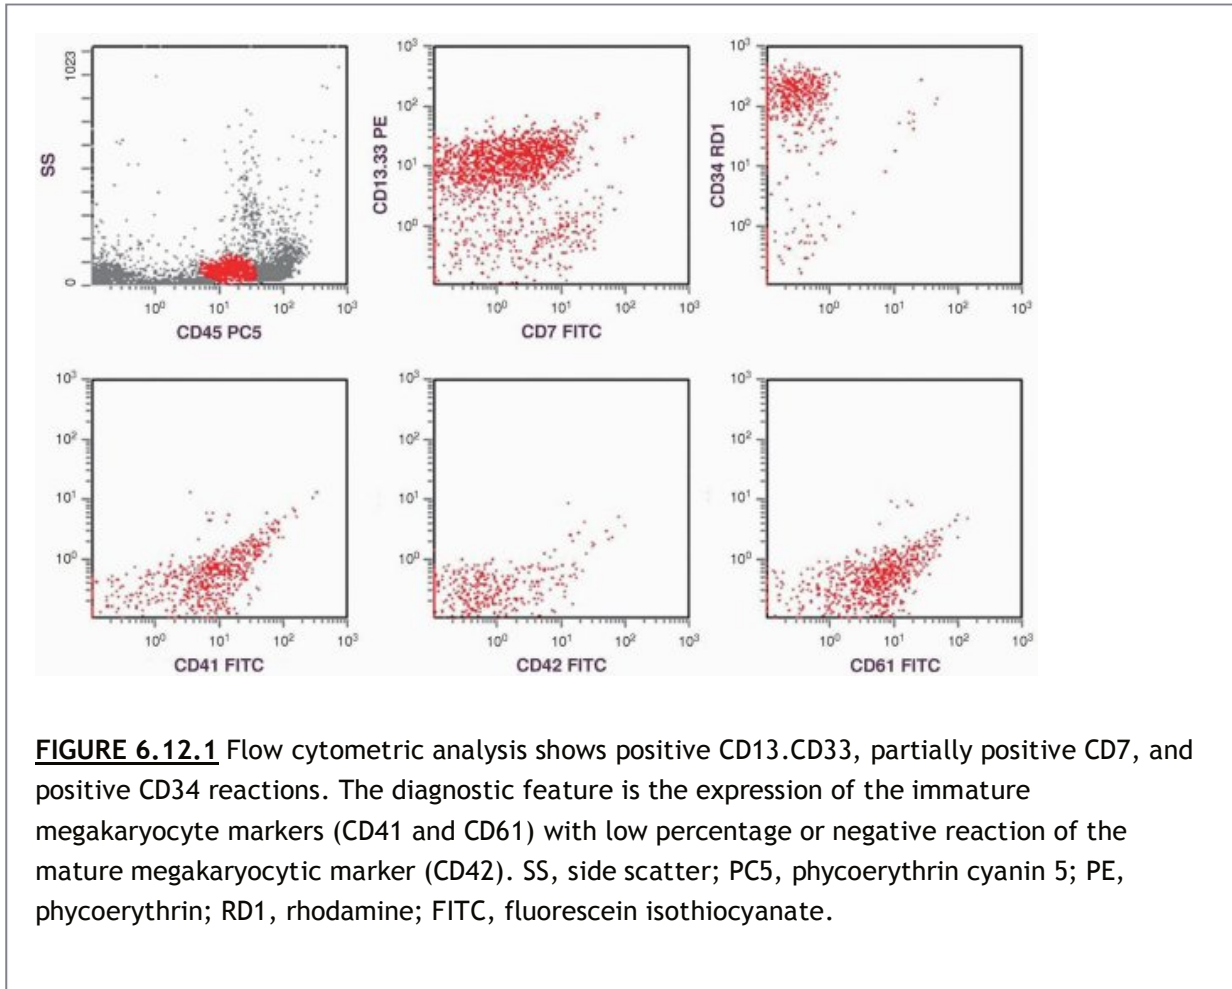 1023
SS
0
10⁰ 10¹ 10² 10³
CD45 PC5
10³
10²
10¹
10⁰
CD13.33 PE
10⁰ 10¹ 10² 10³
CD7 FITC
10³
10²
10¹
10⁰
CD34 RD1
10⁰ 10¹ 10² 10³
10³
10²
10¹
10⁰
10⁰ 10¹ 10² 10³
CD41 FITC
10³
10²
10¹
10⁰
10⁰ 10¹ 10² 10³
CD42 FITC
10³
10²
10¹
10⁰
10⁰ 10¹ 10² 10³
CD61 FITC
FIGURE 6.12.1 Flow cytometric analysis shows positive CD13.CD33, partially positive CD7, and
positive CD34 reactions. The diagnostic feature is the expression of the immature
megakaryocyte markers (CD41 and CD61) with low percentage or negative reaction of the
mature megakaryocytic marker (CD42). SS, side scatter; PC5, phycoerythrin cyanin 5; PE,
phycoerythrin; RD1, rhodamine; FITC, fluorescein isothiocyanate.